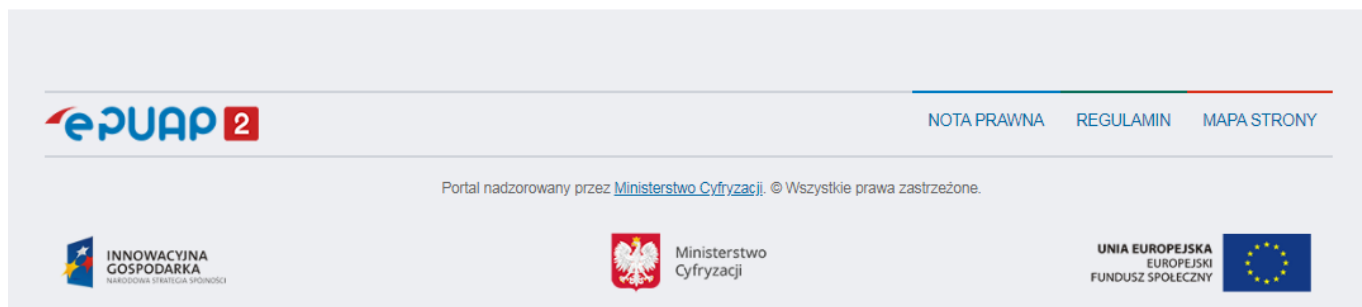 ePUAP 2
NOTA PRAWNA REGULAMIN MAPA STRONY
Portal nadzorowany przez Ministerstwo Cyfryzacji. © Wszystkie prawa zastrzeżone.
INNOWACYJNA
GOSPODARKA
NARODOWA STRATEGIA SPÓJNOŚCI
Ministerstwo
Cyfryzacji
UNIA EUROPEJSKA
EUROPEJSKI
FUNDUSZ SPOŁECZNY